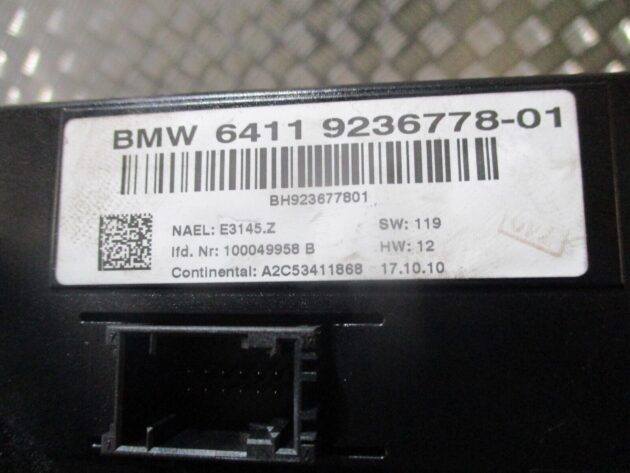 BMW 6411 9236778-01
BH923677801
NAEL: E3145.Z SW: 119
lfd. Nr: 100049958 B HW: 12
Continental: A2C53411868 17.10.10